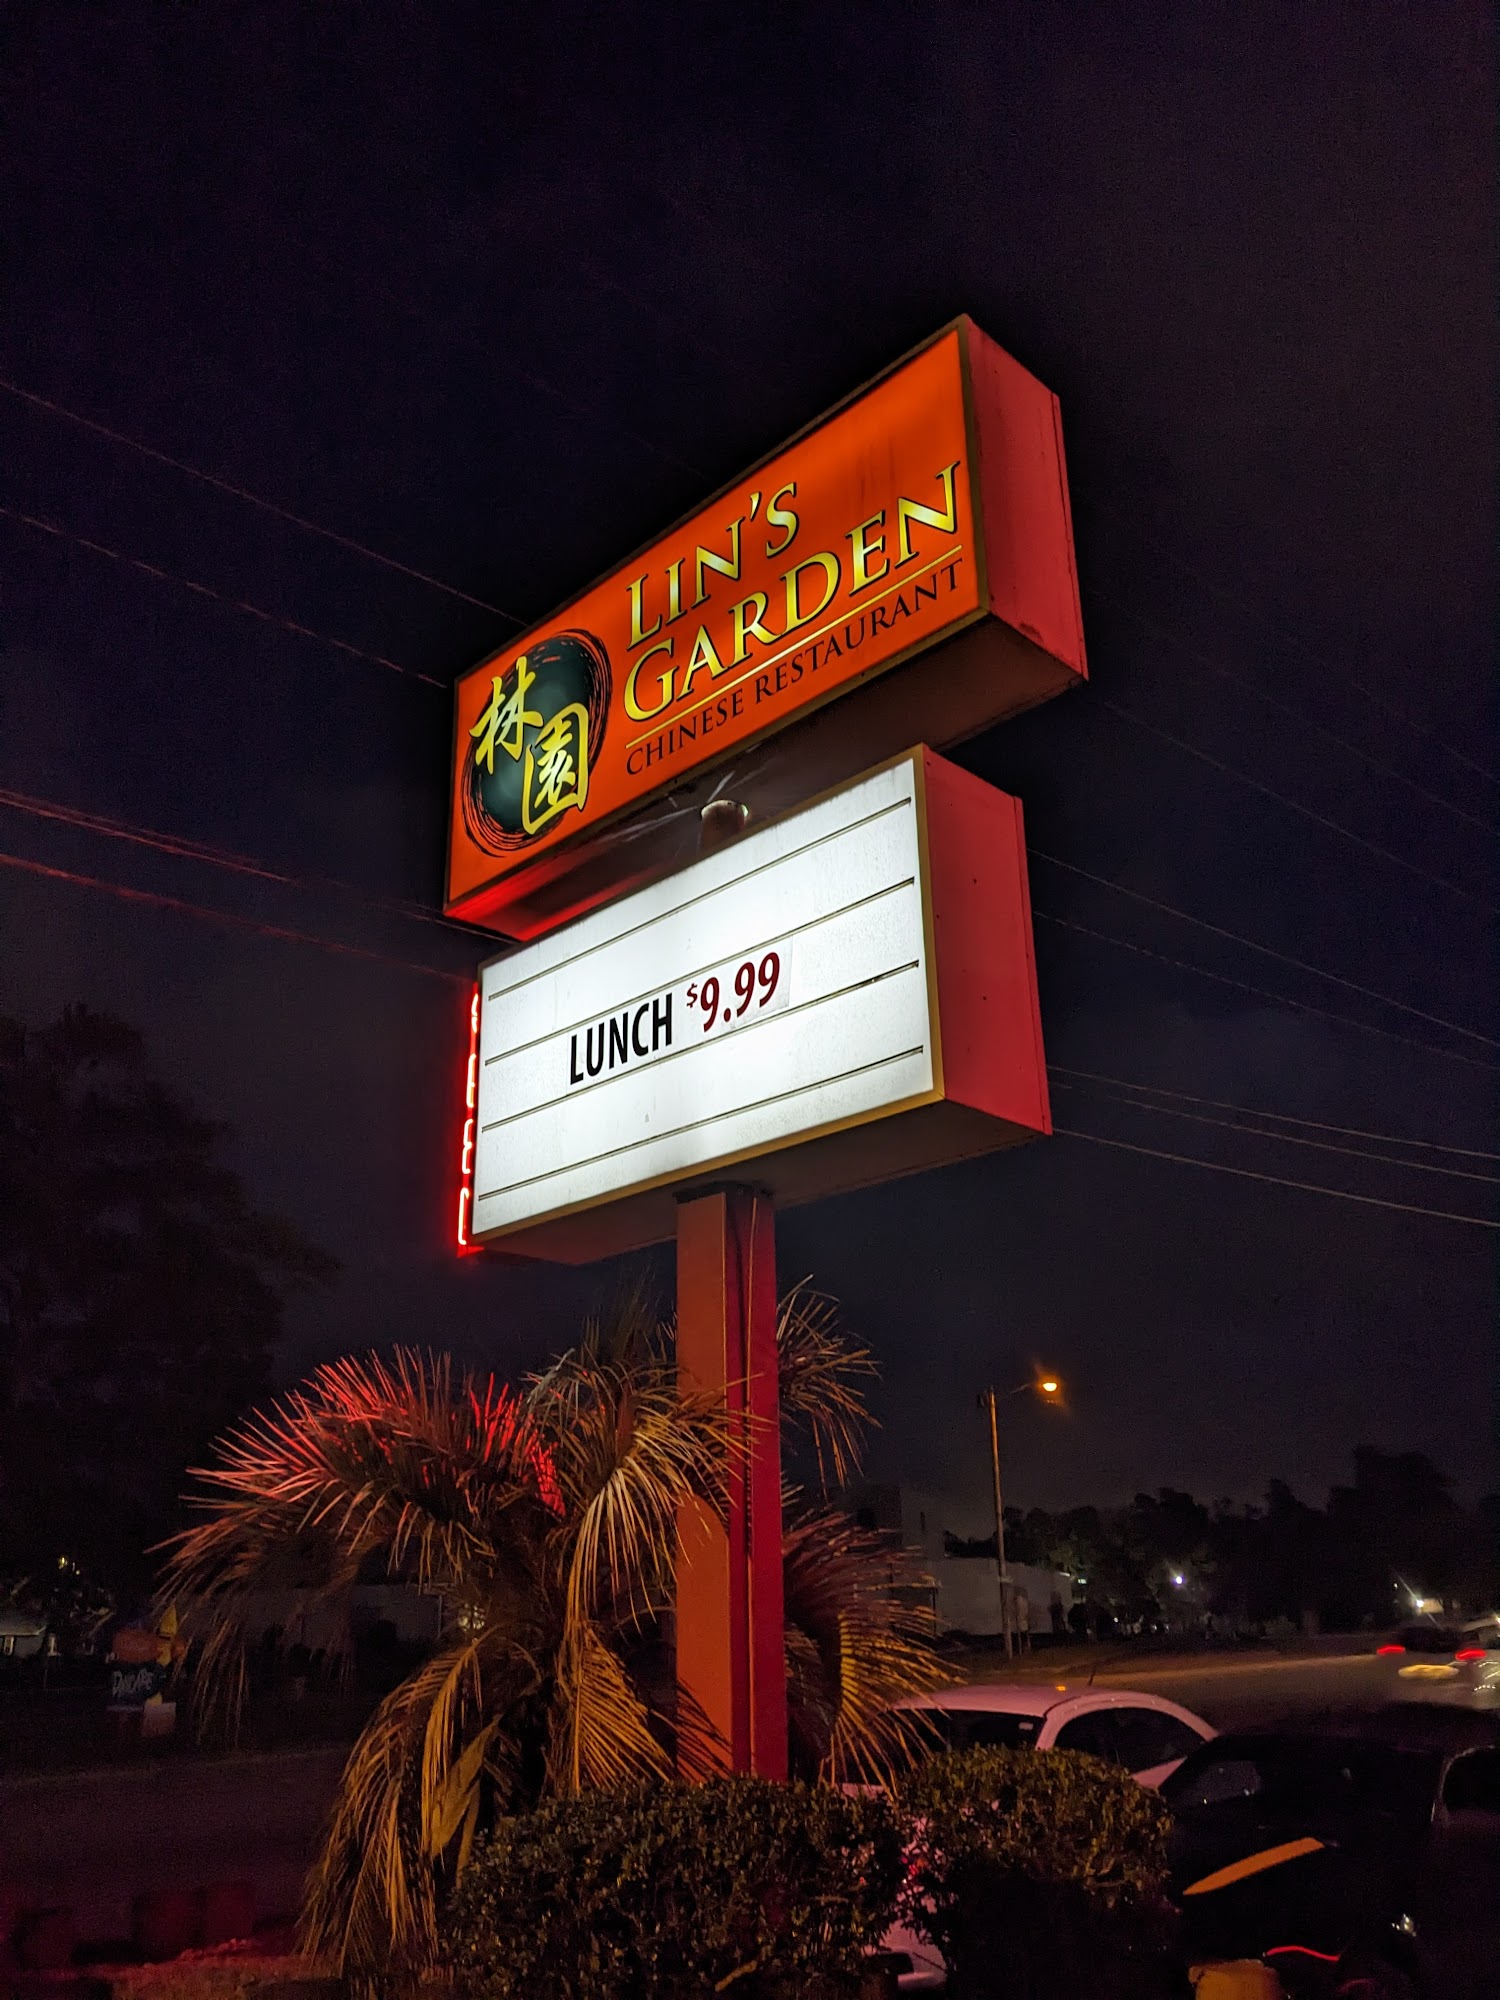 林園
LIN'S
GARDEN
CHINESE RESTAURANT
LUNCH $9.99